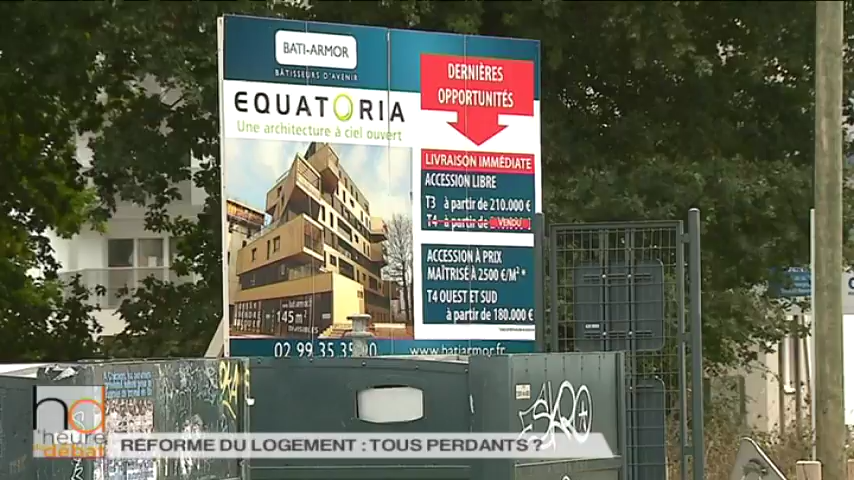 BATI-ARMOR
BÂTISSEURS D'AVENIR
EQUATORIA
Une architecture à ciel ouvert
DERNIÈRES
OPPORTUNITÉS
LIVRAISON IMMÉDIATE
ACCESSION LIBRE
T3 à partir de 210.000 €
T4 à partir de VENDU
ACCESSION À PRIX
MAÎTRISÉ À 2500 €/M² *
T4 OUEST ET SUD
à partir de 180.000 €
145 m²
02 99 35 35
www.batiarmor.fr
l'heure
débat
RÉFORME DU LOGEMENT : TOUS PERDANTS ?